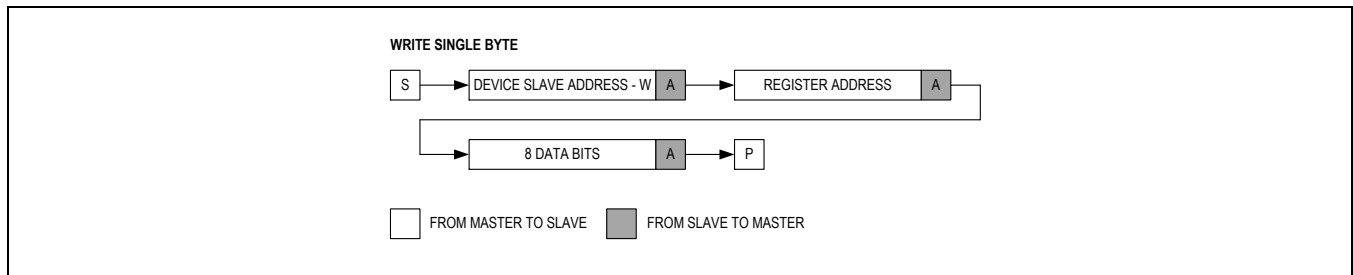 WRITE SINGLE BYTE
S DEVICE SLAVE ADDRESS - W A REGISTER ADDRESS A
8 DATA BITS A P
FROM MASTER TO SLAVE FROM SLAVE TO MASTER